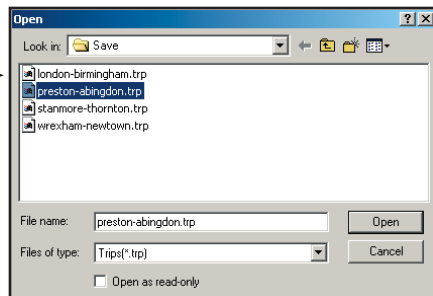 Open
Look in: Save
london-birmingham.trp
preston-abingdon.trp
stanmore-thornton.trp
wrexham-newtown.trp
File name: preston-abingdon.trp Open
Files of type: Trips(*.trp) Cancel
Open as read-only